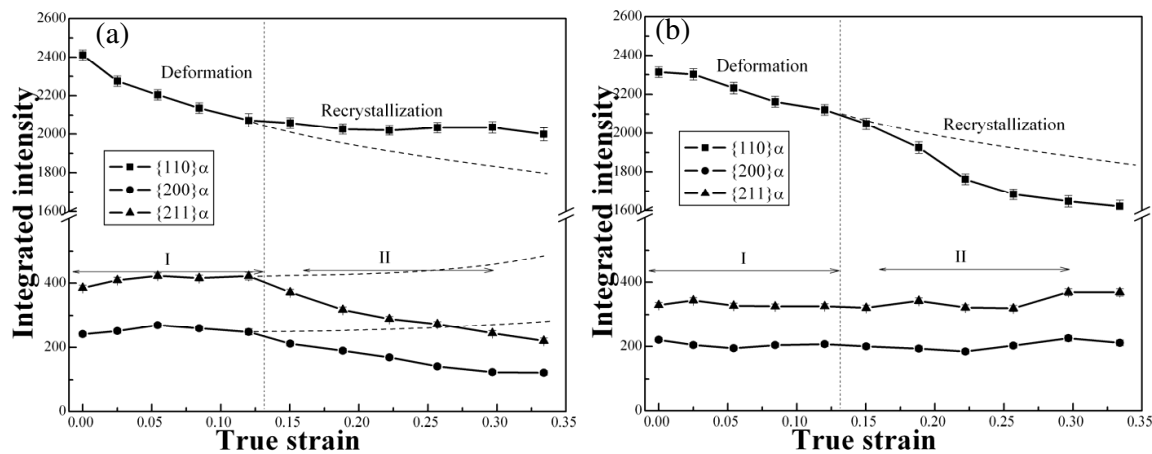 (a)
2600
2400
2200
2000
1800
1600
400
200
0
Integrated intensity
Deformation
Recrystallization
{110}α
{200}α
{211}α
I
II
0.00 0.05 0.10 0.15 0.20 0.25 0.30 0.35
True strain
(b)
2600
2400
2200
2000
1800
1600
400
200
0
Integrated intensity
Deformation
Recrystallization
{110}α
{200}α
{211}α
I
II
0.00 0.05 0.10 0.15 0.20 0.25 0.30 0.35
True strain